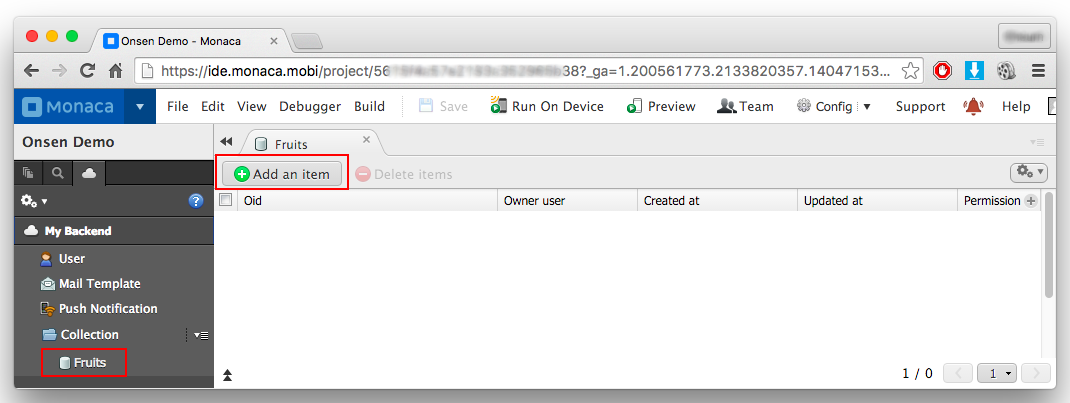 Onsen Demo - Monaca
https://ide.monaca.mobi/project/56 38?_ga=1.200561773.2133820357.14047153...
Monaca File Edit View Debugger Build Save Run On Device Preview Team Config Support Help
Onsen Demo
Fruits
Add an item Delete items
Oid Owner user Created at Updated at Permission
My Backend
User
Mail Template
Push Notification
Collection
Fruits
1 / 0 1